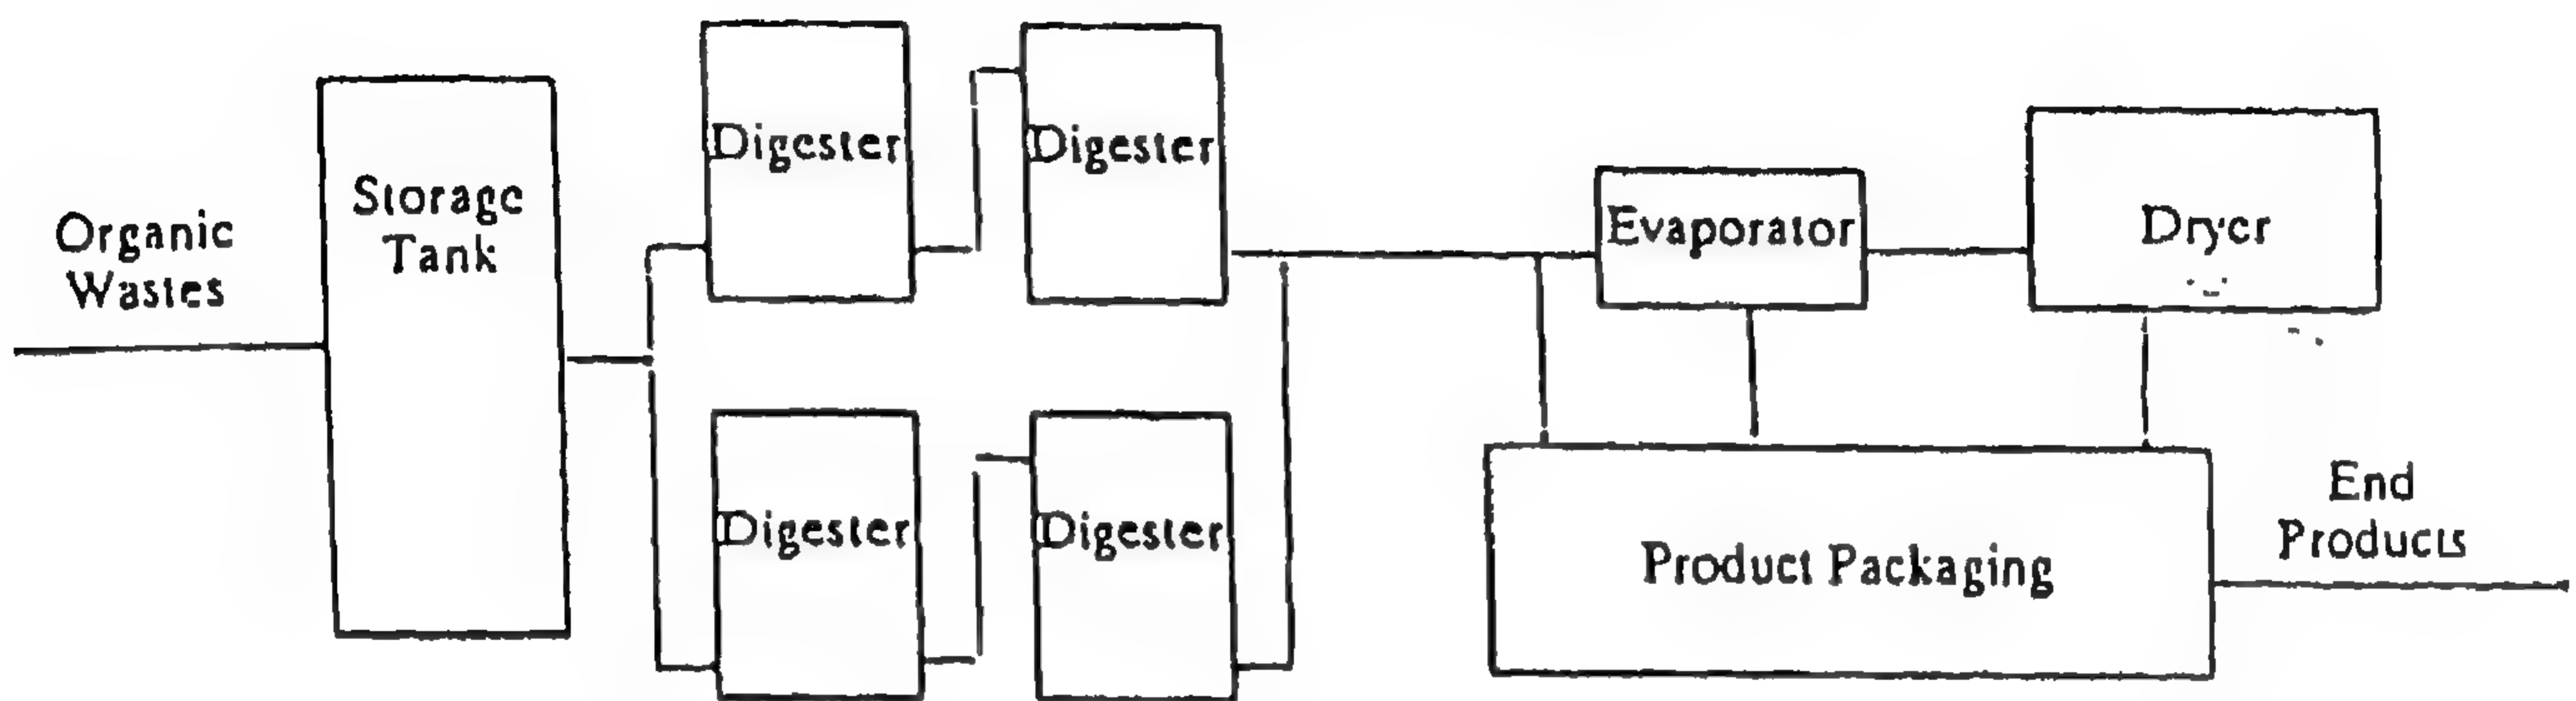 Organic
Wastes
Storage
Tank
Digester
Digester
Digester
Digester
Evaporator
Dryer
Product Packaging
End
Products